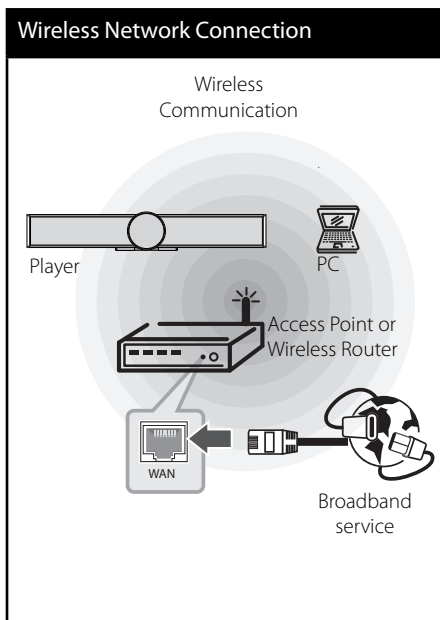 Wireless Network Connection
Wireless
Communication
Player
PC
Access Point or
Wireless Router
WAN
Broadband
service